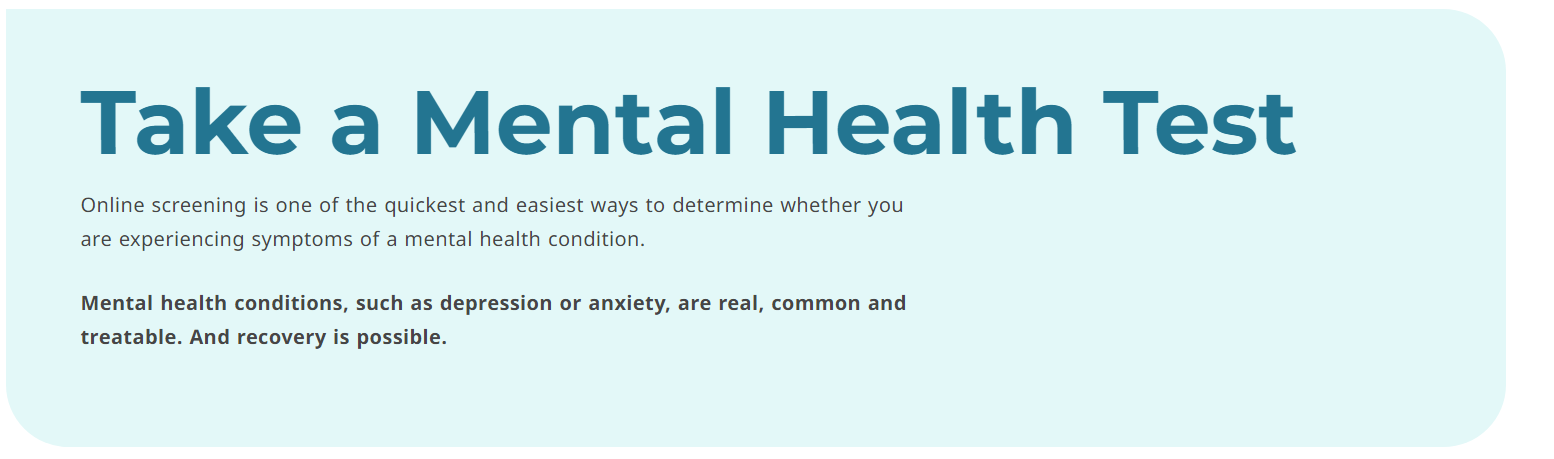 Take a Mental Health Test
Online screening is one of the quickest and easiest ways to determine whether you
are experiencing symptoms of a mental health condition.
Mental health conditions, such as depression or anxiety, are real, common and
treatable. And recovery is possible.